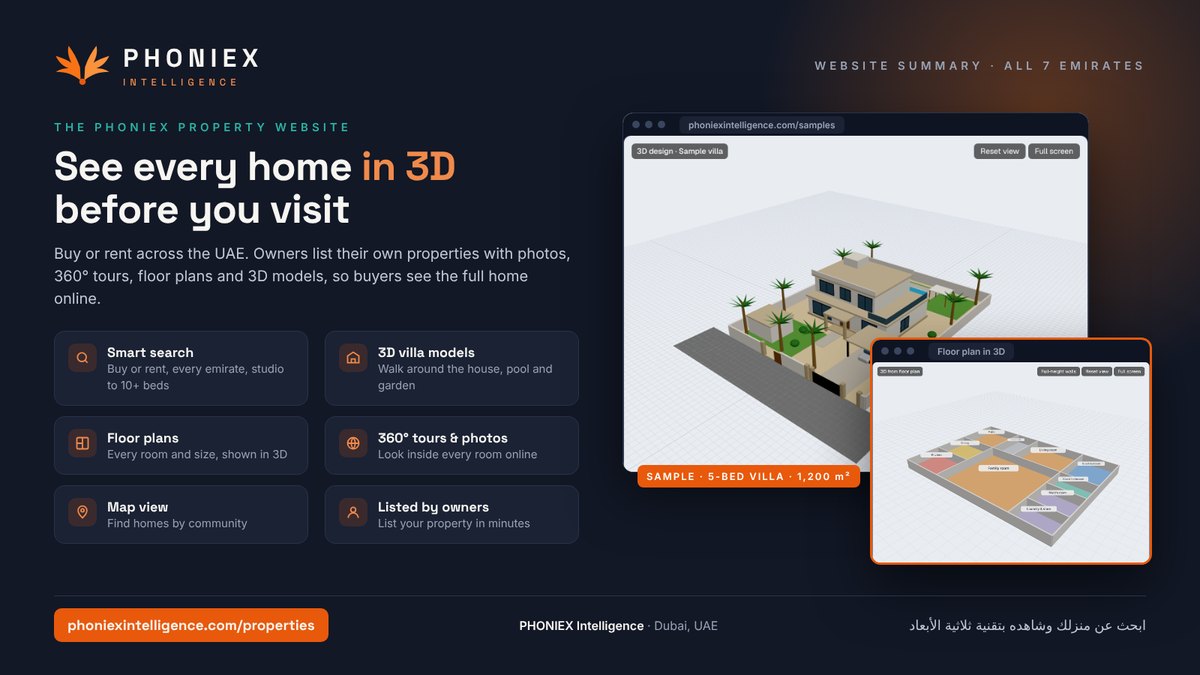 PHONIEX
INTELLIGENCE
WEBSITE SUMMARY · ALL 7 EMIRATES
THE PHONIEX PROPERTY WEBSITE
See every home in 3D
before you visit
Buy or rent across the UAE. Owners list their own properties with photos,
360° tours, floor plans and 3D models, so buyers see the full home
online.
Smart search
Buy or rent, every emirate, studio
to 10+ beds
3D villa models
Walk around the house, pool and
garden
Floor plans
Every room and size, shown in 3D
360° tours & photos
Look inside every room online
Map view
Find homes by community
Listed by owners
List your property in minutes
phoniexintelligence.com/samples
3D design · Sample villa
Reset view
Full screen
SAMPLE · 5-BED VILLA · 1,200 m²
Floor plan in 3D
3D from floor plan
Full-height walls
Reset view
Full screen
Living room
Family room
phoniexintelligence.com/properties
PHONIEX Intelligence · Dubai, UAE
ابحث عن منزلك وشاهده بتقنية ثلاثية الأبعاد